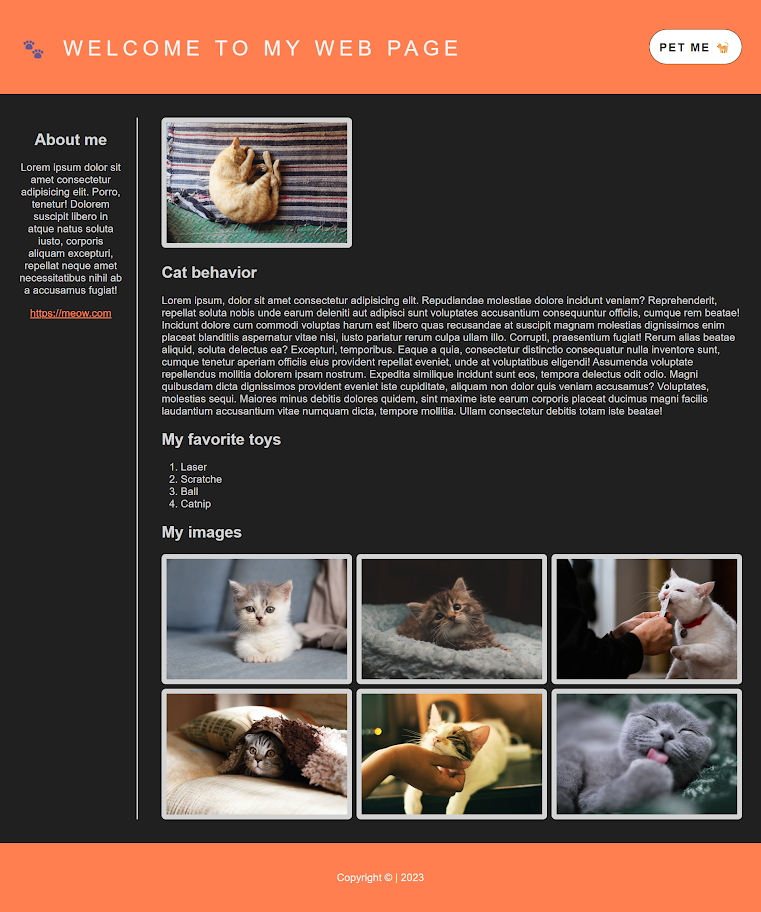 🐾 WELCOME TO MY WEB PAGE
PET ME 🐈
About me
Lorem ipsum dolor sit
amet consectetur
adipisicing elit. Porro,
tenetur! Dolorem
suscipit libero in
atque natus soluta
iusto, corporis
aliquam excepturi,
repellat neque amet
necessitatibus nihil ab
a accusamus fugiat!
https://meow.com
Cat behavior
Lorem ipsum, dolor sit amet consectetur adipisicing elit. Repudiandae molestiae dolore incidunt veniam? Reprehenderit,
repellat soluta nobis unde earum deleniti aut adipisci sunt voluptates accusantium consequuntur officiis, cumque rem beatae!
Incidunt dolore cum commodi voluptas harum est libero quas recusandae at suscipit magnam molestias dignissimos enim
placeat blanditiis aspernatur vitae nisi, iusto pariatur rerum culpa ullam illo. Corrupti, praesentium fugiat! Rerum alias beatae
aliquid, soluta delectus ea? Excepturi, temporibus. Eaque a quia, consectetur distinctio consequatur nulla inventore sunt,
cumque tenetur aperiam officiis eius provident repellat eveniet, unde at voluptatibus eligendi! Assumenda voluptate
repellendus mollitia dolorem ipsam nostrum. Expedita similique incidunt sunt eos, tempora delectus odit odio. Magni
quibusdam dicta dignissimos provident eveniet iste cupiditate, aliquam non dolor quis veniam accusamus? Voluptates,
molestias sequi. Maiores minus debitis dolores quidem, sint maxime iste earum corporis placeat ducimus magni facilis
laudantium accusantium vitae numquam dicta, tempore mollitia. Ullam consectetur debitis totam iste beatae!
My favorite toys
1. Laser
2. Scratche
3. Ball
4. Catnip
My images
Copyright © | 2023